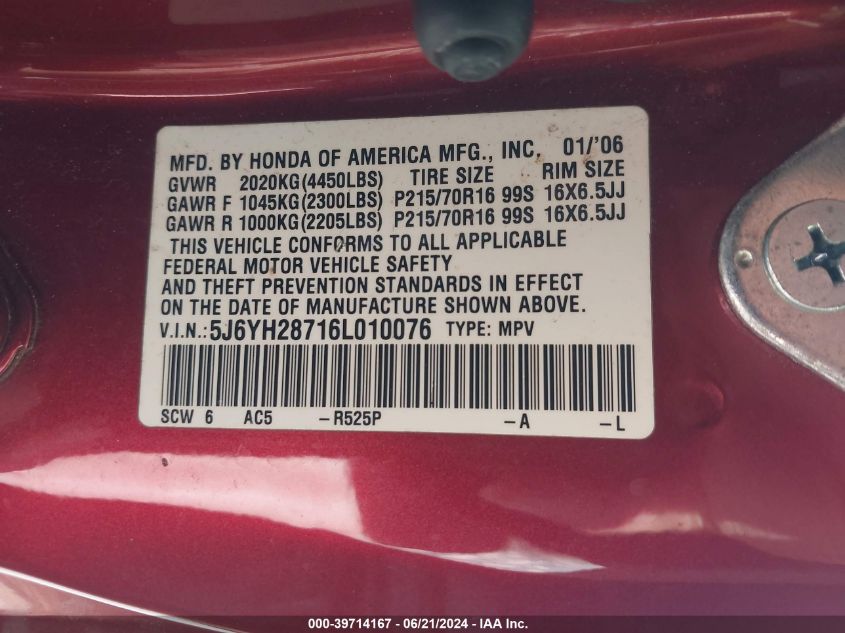 MFD. BY HONDA OF AMERICA MFG., INC. 01/'06
GVWR 2020KG(4450LBS) TIRE SIZE RIM SIZE
GAWR F 1045KG(2300LBS) P215/70R16 99S 16X6.5JJ
GAWR R 1000KG(2205LBS) P215/70R16 99S 16X6.5JJ
THIS VEHICLE CONFORMS TO ALL APPLICABLE
FEDERAL MOTOR VEHICLE SAFETY
AND THEFT PREVENTION STANDARDS IN EFFECT
ON THE DATE OF MANUFACTURE SHOWN ABOVE.
V.I.N.: 5J6YH28716L010076 TYPE: MPV
SCW 6 AC5 -R525P -A -L
000-39714167 - 06/21/2024 - IAA Inc.